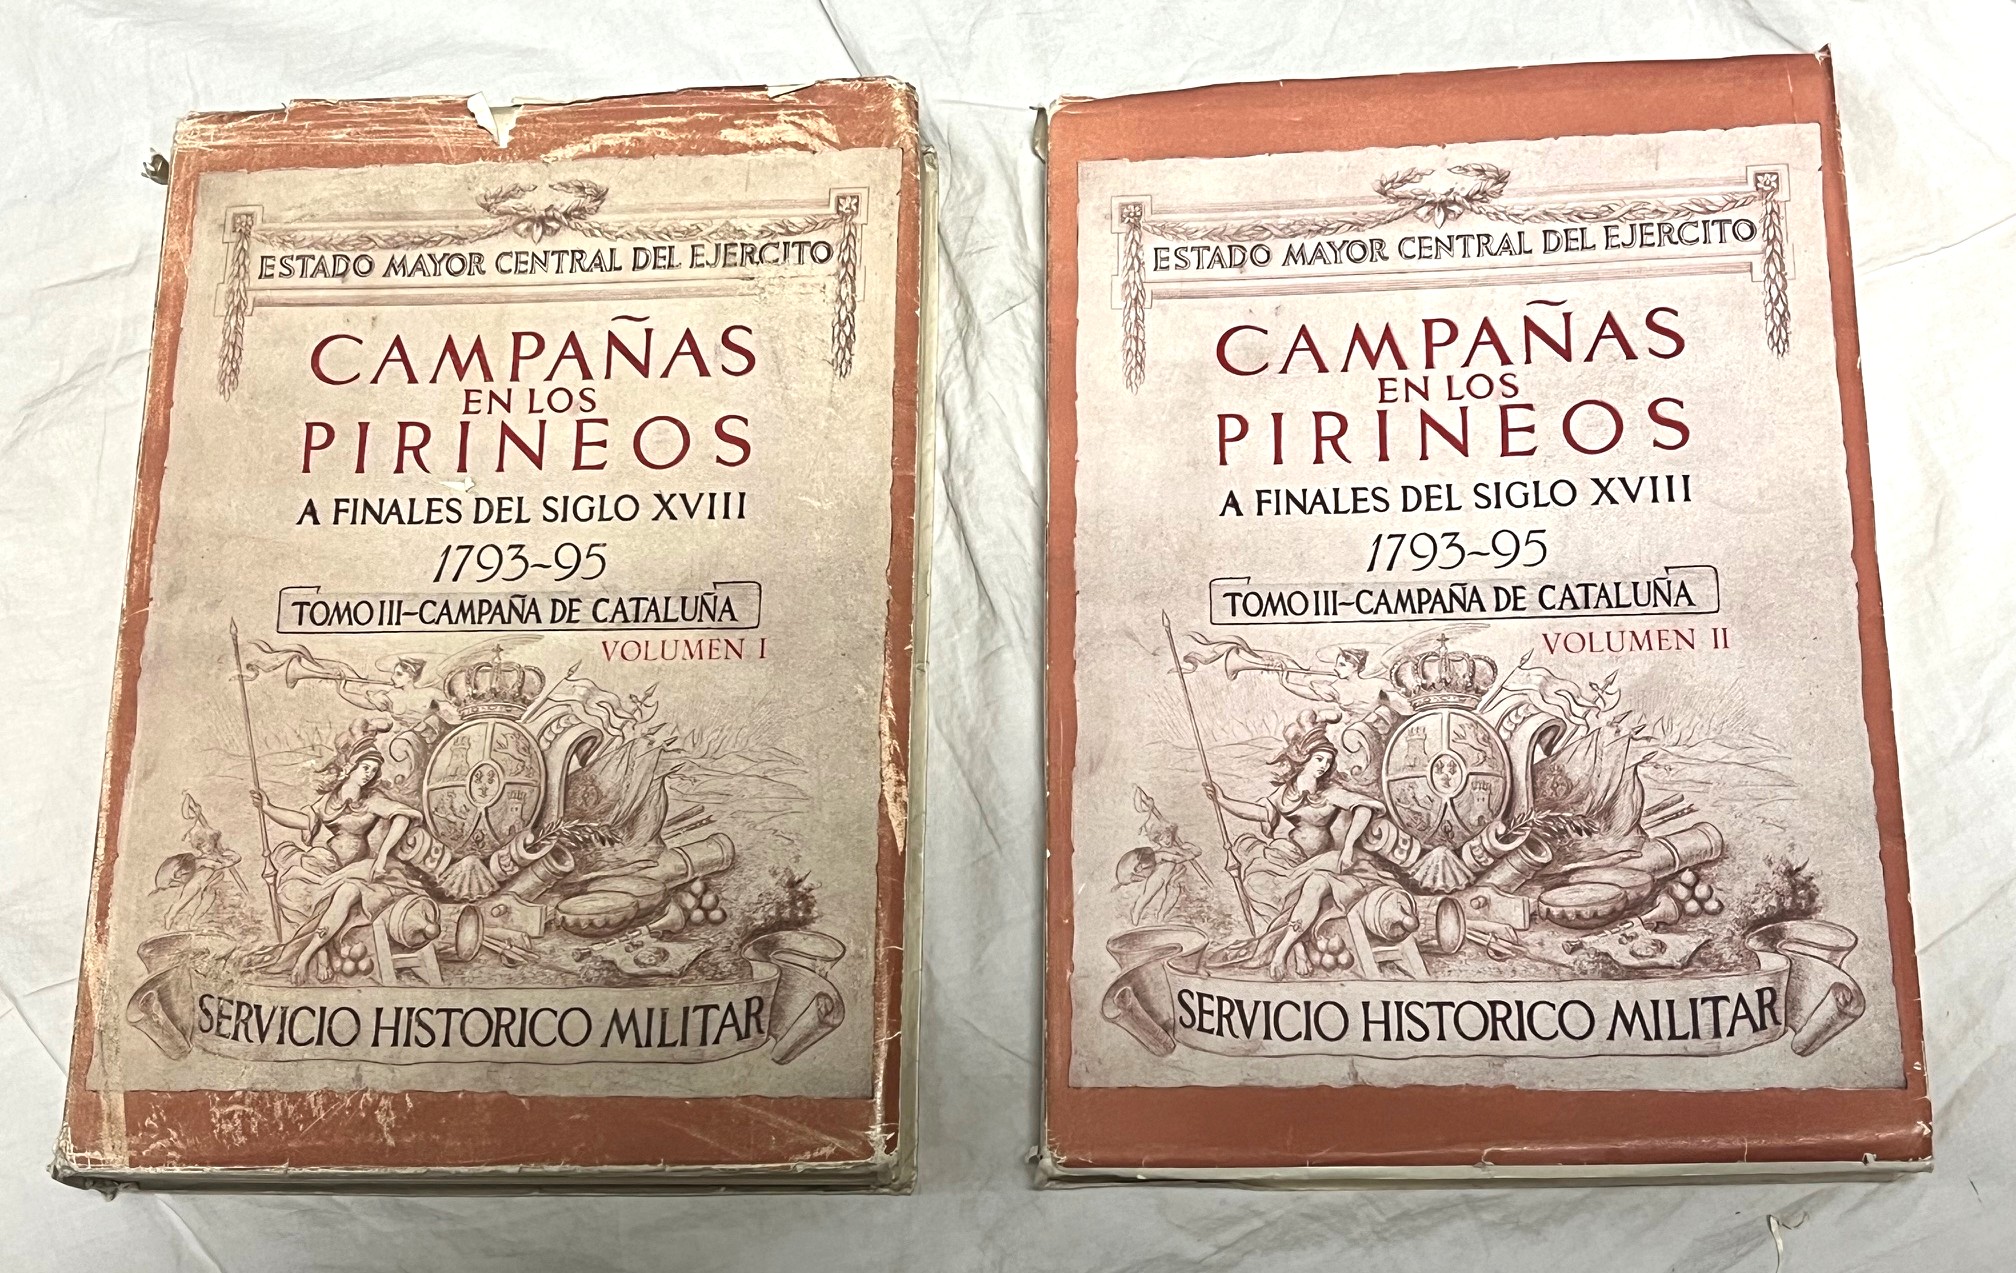 ESTADO MAYOR CENTRAL DEL EJERCITO
CAMPAÑAS
EN LOS
PIRINEOS
A FINALES DEL SIGLO XVIII
1793-95
TOMO III-CAMPAÑA DE CATALUÑA
VOLUMEN I
SERVICIO HISTORICO MILITAR
ESTADO MAYOR CENTRAL DEL EJERCITO
CAMPAÑAS
EN LOS
PIRINEOS
A FINALES DEL SIGLO XVIII
1793-95
TOMO III-CAMPAÑA DE CATALUÑA
VOLUMEN II
SERVICIO HISTORICO MILITAR